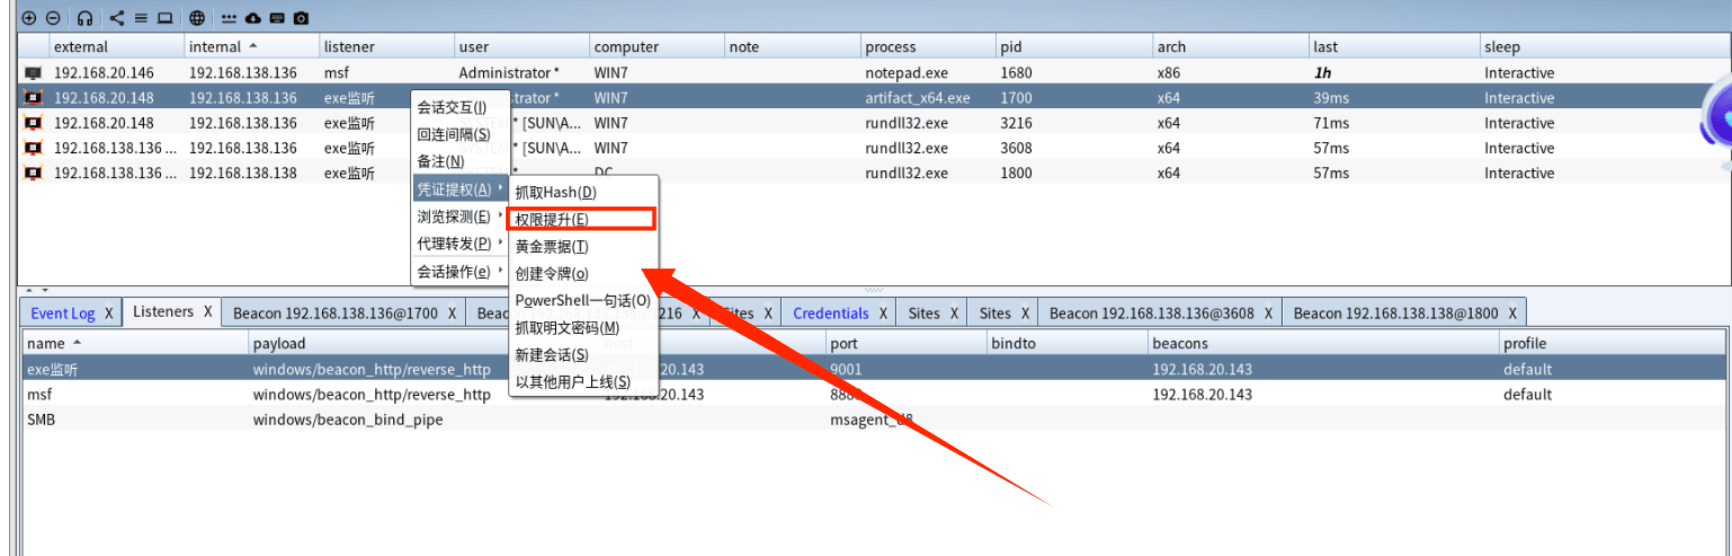 external internal listener user computer note process pid arch last sleep
192.168.20.146 192.168.138.136 msf Administrator * WIN7 notepad.exe 1680 x86 1h Interactive
192.168.20.148 192.168.138.136 exe监听 strator * WIN7 artifact_x64.exe 1700 x64 39ms Interactive
192.168.20.148 192.168.138.136 exe监听 SYSTEM * [SUN\A... WIN7 rundll32.exe 3216 x64 71ms Interactive
192.168.138.136 ... 192.168.138.136 exe监听 SYSTEM * [SUN\A... WIN7 rundll32.exe 3608 x64 57ms Interactive
192.168.138.136 ... 192.168.138.138 exe监听 * DC rundll32.exe 1800 x64 57ms Interactive
会话交互(I)
回连间隔(S)
备注(N)
凭证提权(A)
浏览探测(E)
代理转发(P)
会话操作(e)
抓取Hash(D)
权限提升(E)
黄金票据(T)
创建令牌(o)
PowerShell一句话(O)
抓取明文密码(M)
新建会话(S)
以其他用户上线(S)
Event Log X Listeners X Beacon 192.168.138.136@1700 X Beac 216 X Sites X Credentials X Sites X Sites X Beacon 192.168.138.136@3608 X Beacon 192.168.138.138@1800 X
name payload host port bindto beacons profile
exe监听 windows/beacon_http/reverse_http 20.143 9001 192.168.20.143 default
msf windows/beacon_http/reverse_http 192.168.20.143 888 192.168.20.143 default
SMB windows/beacon_bind_pipe msagent_d8